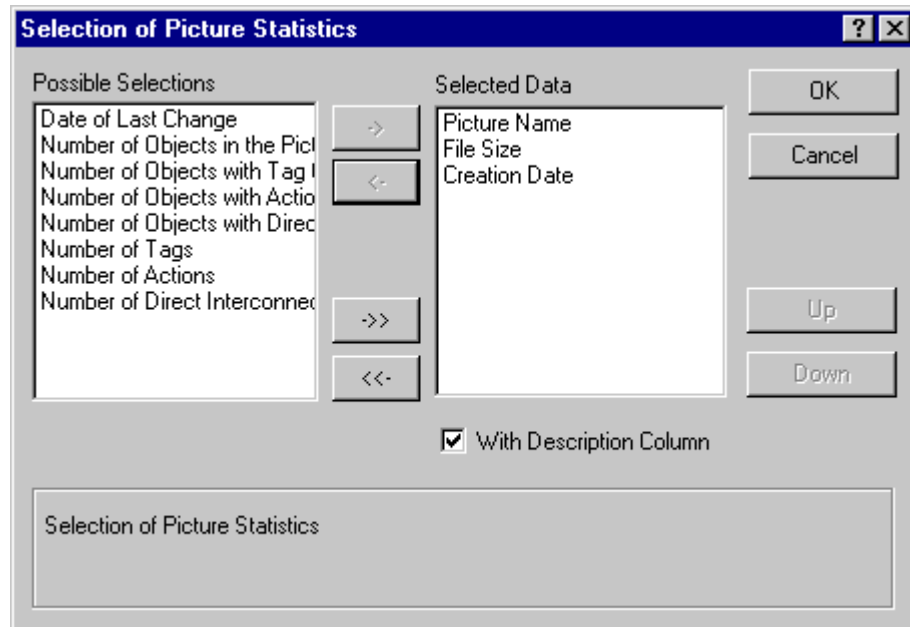 Selection of Picture Statistics
Possible Selections
Date of Last Change
Number of Objects in the Pict
Number of Objects with Tag
Number of Objects with Actio
Number of Objects with Direc
Number of Tags
Number of Actions
Number of Direct Interconnec
->
<-
->>
<<-
Selected Data
Picture Name
File Size
Creation Date
With Description Column
OK
Cancel
Up
Down
Selection of Picture Statistics